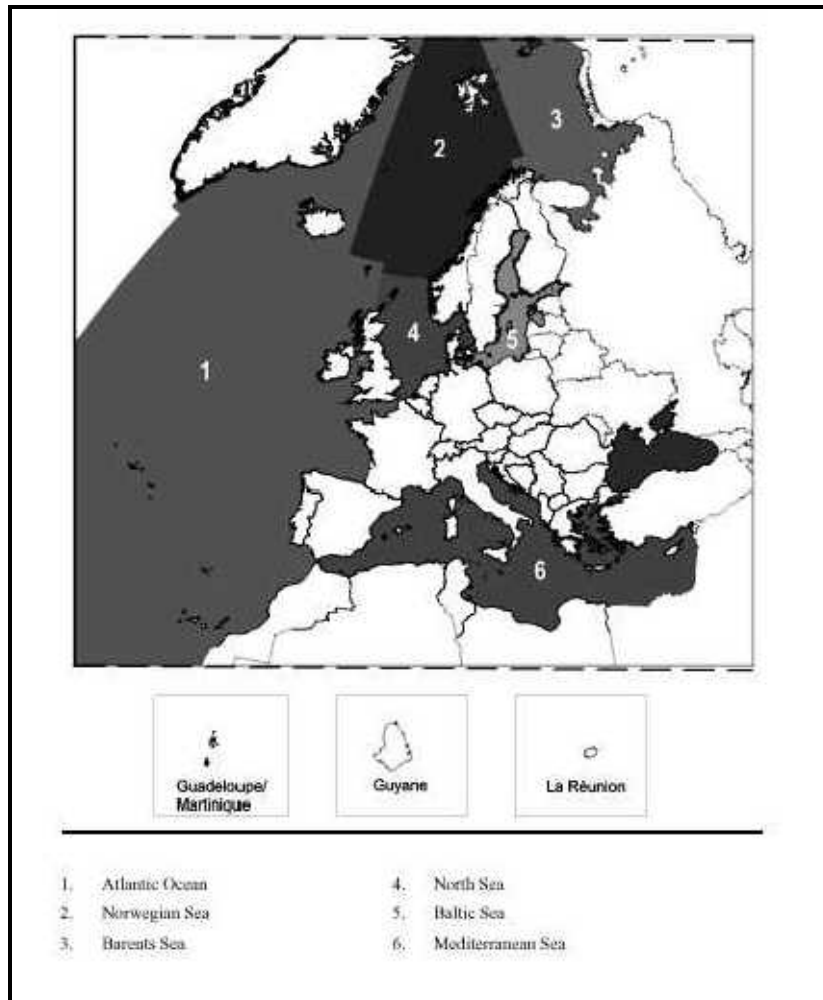 1
2
3
4
5
6
Guadeloupe/
Martinique
Guyane
La Réunion
1. Atlantic Ocean
2. Norwegian Sea
3. Barents Sea
4. North Sea
5. Baltic Sea
6. Mediterranean Sea